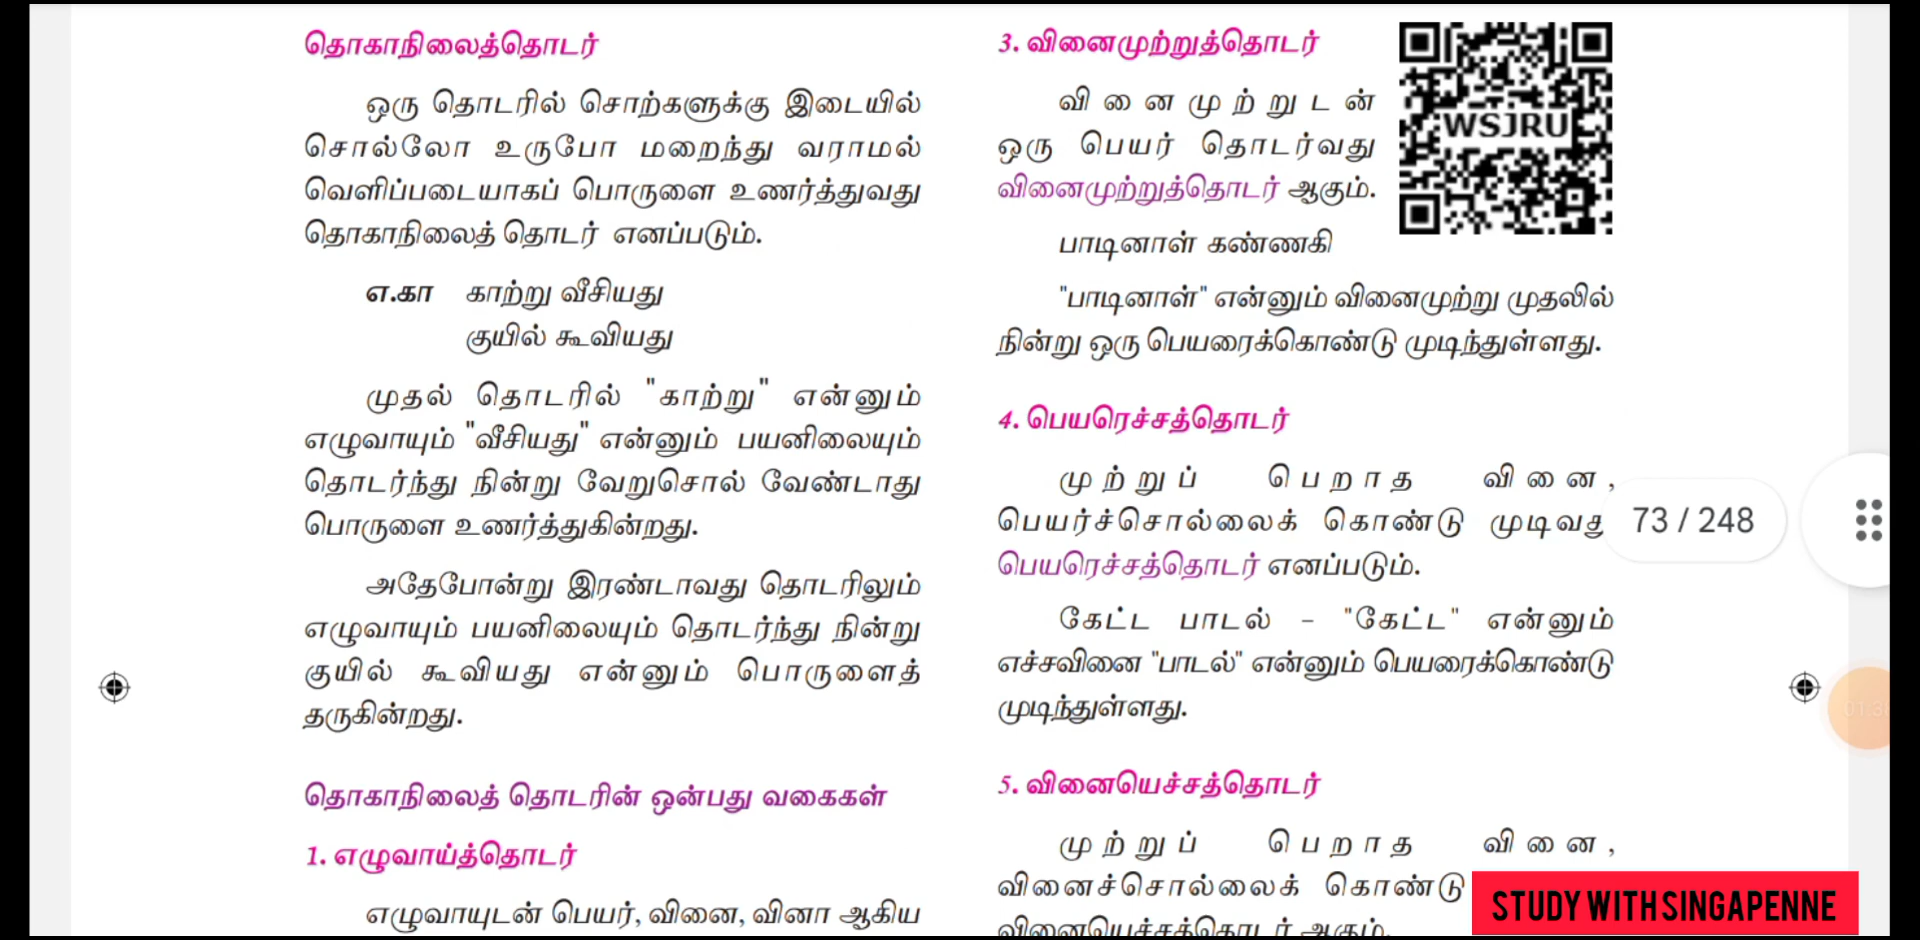 தொகாநிலைத்தொடர்
ஒரு தொடரில் சொற்களுக்கு இடையில்
சொல்லோ உருபோ மறைந்து வராமல்
வெளிப்படையாகப் பொருளை உணர்த்துவது
தொகாநிலைத் தொடர் எனப்படும்.
எ.கா காற்று வீசியது
குயில் கூவியது
முதல் தொடரில் "காற்று" என்னும்
எழுவாயும் "வீசியது" என்னும் பயனிலையும்
தொடர்ந்து நின்று வேறுசொல் வேண்டாது
பொருளை உணர்த்துகின்றது.
அதேபோன்று இரண்டாவது தொடரிலும்
எழுவாயும் பயனிலையும் தொடர்ந்து நின்று
குயில் கூவியது என்னும் பொருளைத்
தருகின்றது.
தொகாநிலைத் தொடரின் ஒன்பது வகைகள்
1. எழுவாய்த்தொடர்
எழுவாயுடன் பெயர், வினை, வினா ஆகிய
3. வினைமுற்றுத்தொடர்
வினைமுற்றுடன்
ஒரு பெயர் தொடர்வது
வினைமுற்றுத்தொடர் ஆகும்.
WSJRU
பாடினாள் கண்ணகி
"பாடினாள்" என்னும் வினைமுற்று முதலில்
நின்று ஒரு பெயரைக்கொண்டு முடிந்துள்ளது.
4. பெயரெச்சத்தொடர்
முற்றுப் பெறாத வினை,
பெயர்ச்சொல்லைக் கொண்டு முடிவது
பெயரெச்சத்தொடர் எனப்படும்.
கேட்ட பாடல் - "கேட்ட" என்னும்
எச்சவினை "பாடல்" என்னும் பெயரைக்கொண்டு
முடிந்துள்ளது.
5. வினையெச்சத்தொடர்
முற்றுப் பெறாத வினை,
வினைச்சொல்லைக் கொண்டு
வினையெச்சத்தொடர் ஆகும்.
73 / 248
STUDY WITH SINGAPENNE